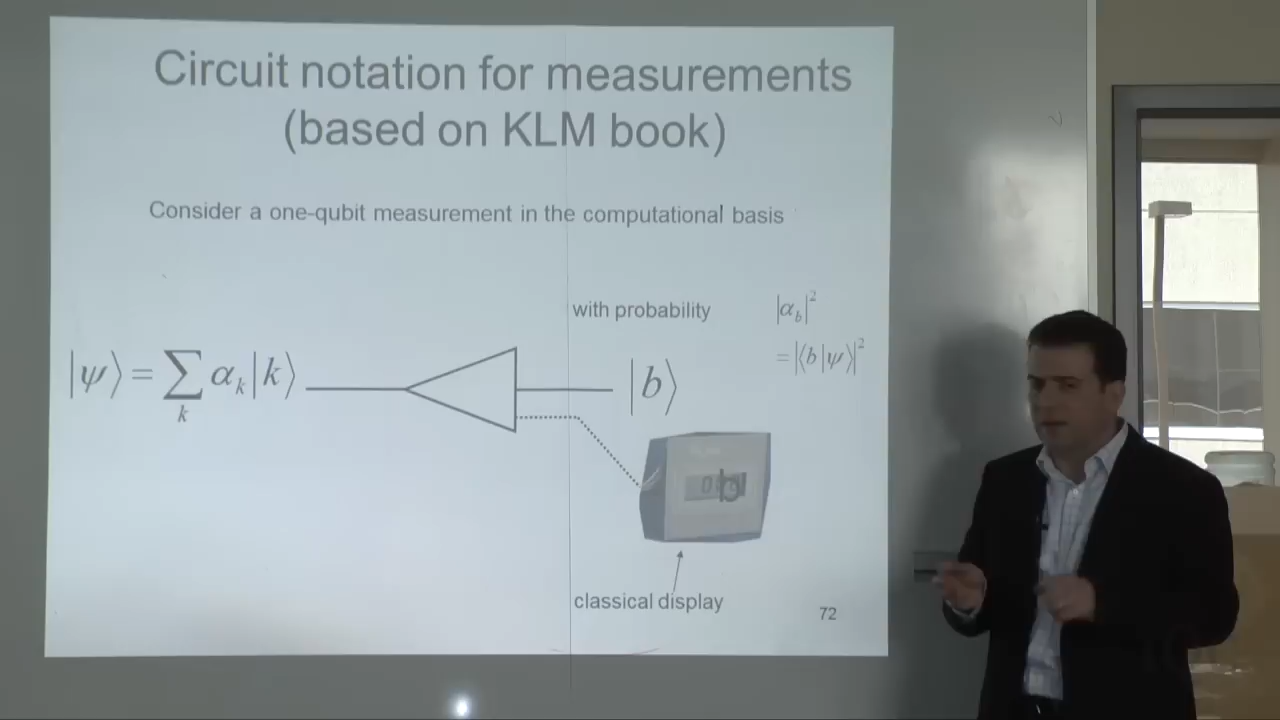 Circuit notation for measurements
(based on KLM book)
Consider a one-qubit measurement in the computational basis
with probability |α_b|²
= |⟨b|ψ⟩|²
|ψ⟩ = ∑_k α_k|k⟩
|b⟩
b
classical display
72